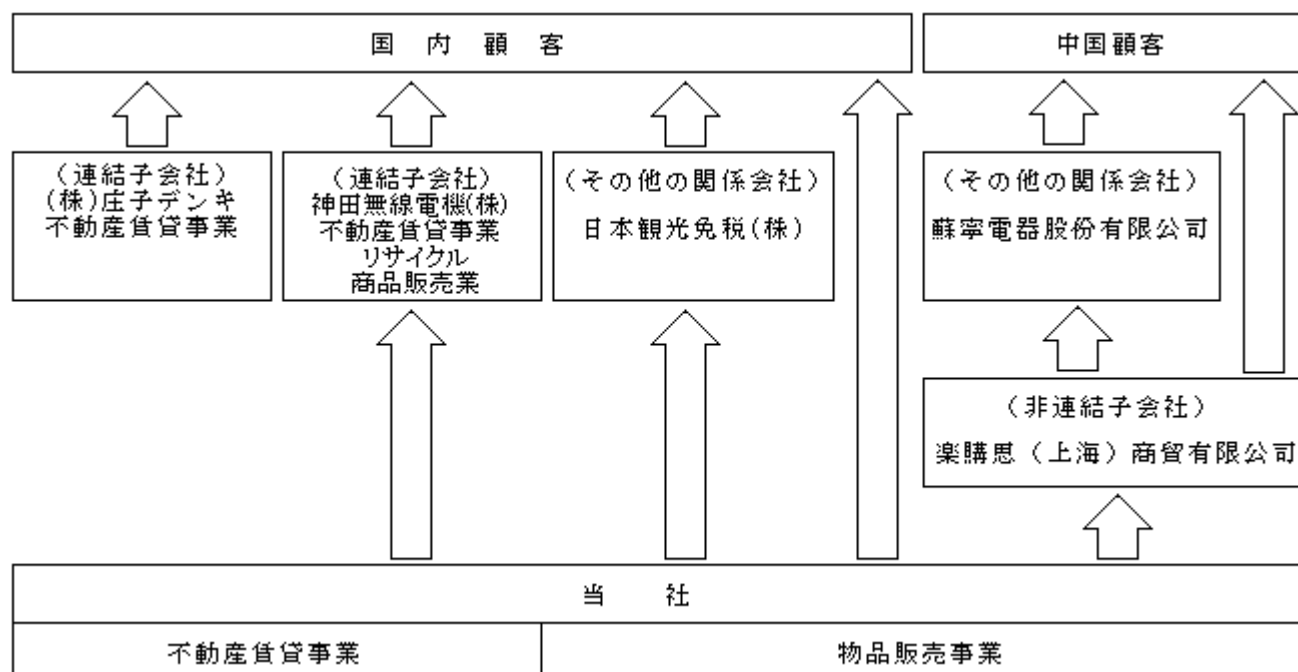 国内顧客
中国顧客
(連結子会社)
(株)庄子デンキ
不動産賃貸事業
(連結子会社)
神田無線電機(株)
不動産賃貸事業
リサイクル
商品販売業
(その他の関係会社)
日本観光免税(株)
(その他の関係会社)
蘇寧電器股份有限公司
(非連結子会社)
楽購思(上海)商貿有限公司
当社
不動産賃貸事業
物品販売事業